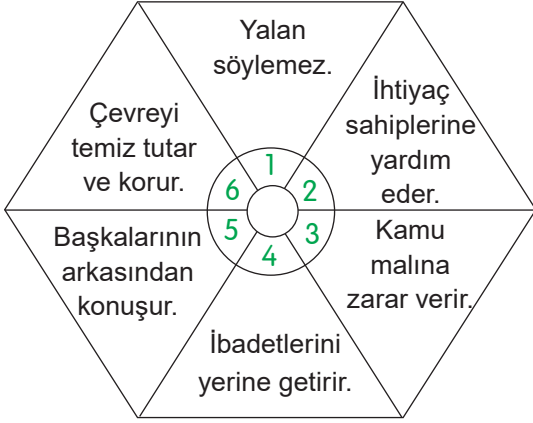 Yalan
söylemez.
1
İhtiyaç
sahiplerine
yardım
eder.
2
Kamu
malına
zarar verir.
3
İbadetlerini
yerine getirir.
4
Başkalarının
arkasından
konuşur.
5
Çevreyi
temiz tutar
ve korur.
6